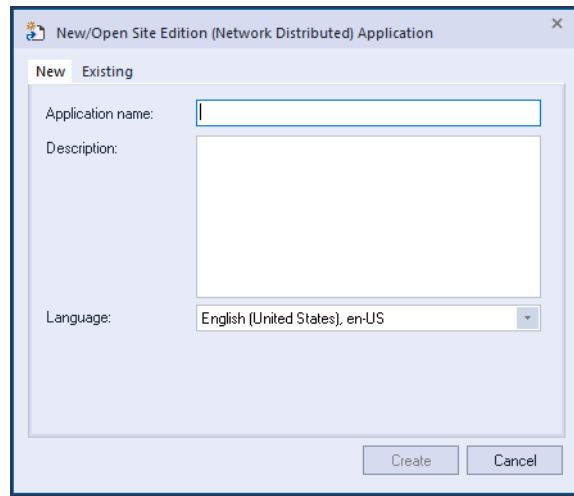 New/Open Site Edition (Network Distributed) Application
New Existing
Application name:
Description:
Language: English (United States), en-US
Create Cancel